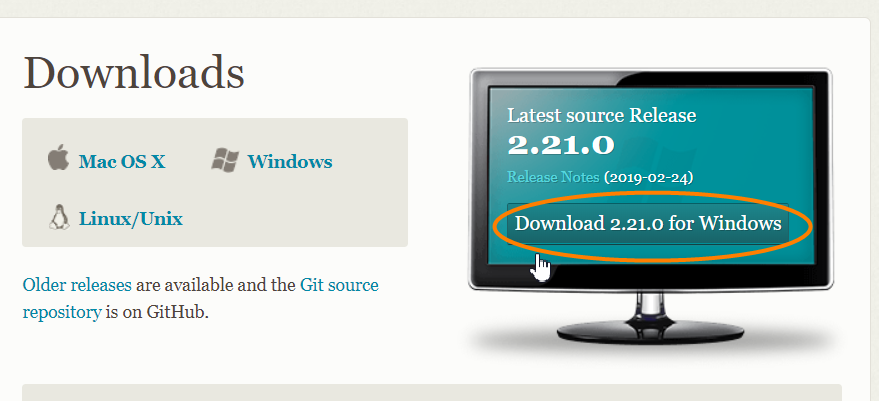 Downloads
Mac OS X
Windows
Linux/Unix
Older releases are available and the Git source
repository is on GitHub.
Latest source Release
2.21.0
Release Notes (2019-02-24)
Download 2.21.0 for Windows